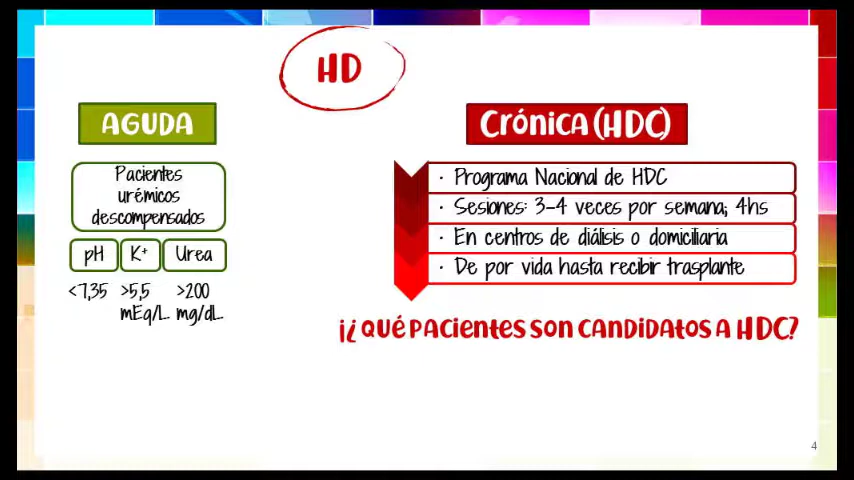 HD
AGUDA
Pacientes
urémicos
descompensados
pH K+ Urea
<7,35 >5,5 >200
mEq/L mg/dL
Crónica (HDC)
· Programa Nacional de HDC
· Sesiones: 3-4 veces por semana; 4hs
· En centros de diálisis o domiciliaria
· De por vida hasta recibir trasplante
¡¿QUÉ PACIENTES SON CANDIDATOS A HDC?
4